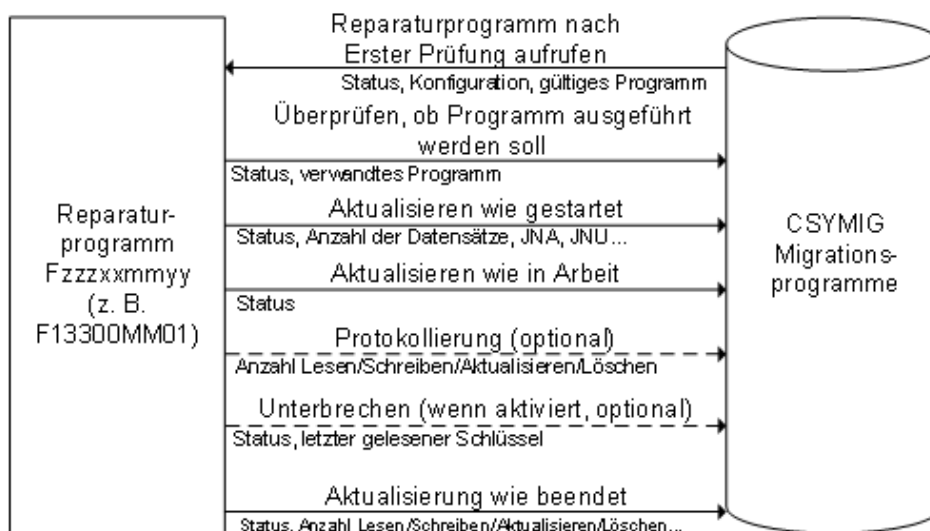 Reparaturprogramm nach
Erster Prüfung aufrufen
Status, Konfiguration, gültiges Programm
Überprüfen, ob Programm ausgeführt
werden soll
Status, verwandtes Programm
Aktualisieren wie gestartet
Status, Anzahl der Datensätze, JNA, JNU...
Aktualisieren wie in Arbeit
Status
Protokollierung (optional)
Anzahl Lesen/Schreiben/Aktualisieren/Löschen
Unterbrechen (wenn aktiviert, optional)
Status, letzter gelesener Schlüssel
Aktualisierung wie beendet
Status, Anzahl Lesen/Schreiben/Aktualisieren/Löschen...
Reparatur-
programm
Fzzzxxmmyy
(z. B.
F13300MM01)
CSYMIG
Migrations-
programme